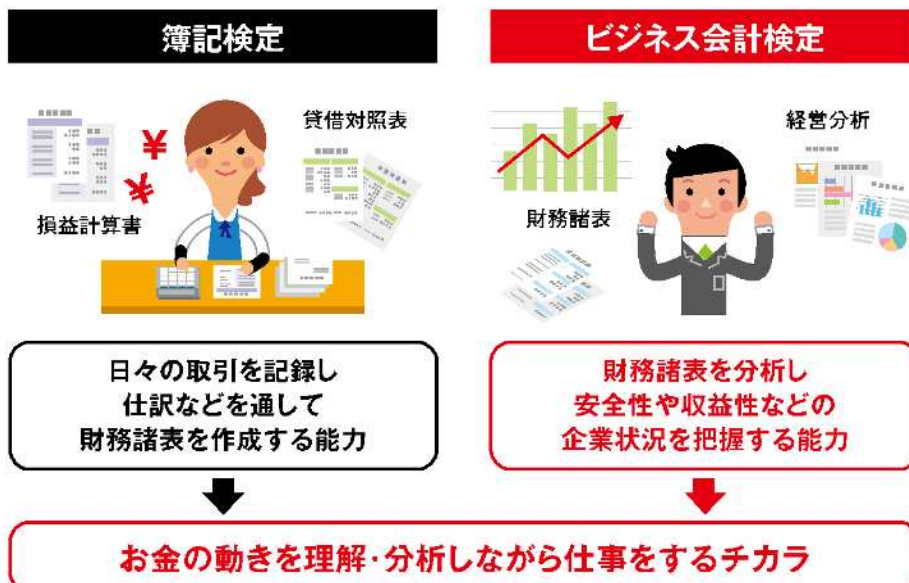 簿記検定
損益計算書
貸借対照表
日々の取引を記録し
仕訳などを通して
財務諸表を作成する能力
ビジネス会計検定
財務諸表
経営分析
財務諸表を分析し
安全性や収益性などの
企業状況を把握する能力
お金の動きを理解・分析しながら仕事をするチカラ